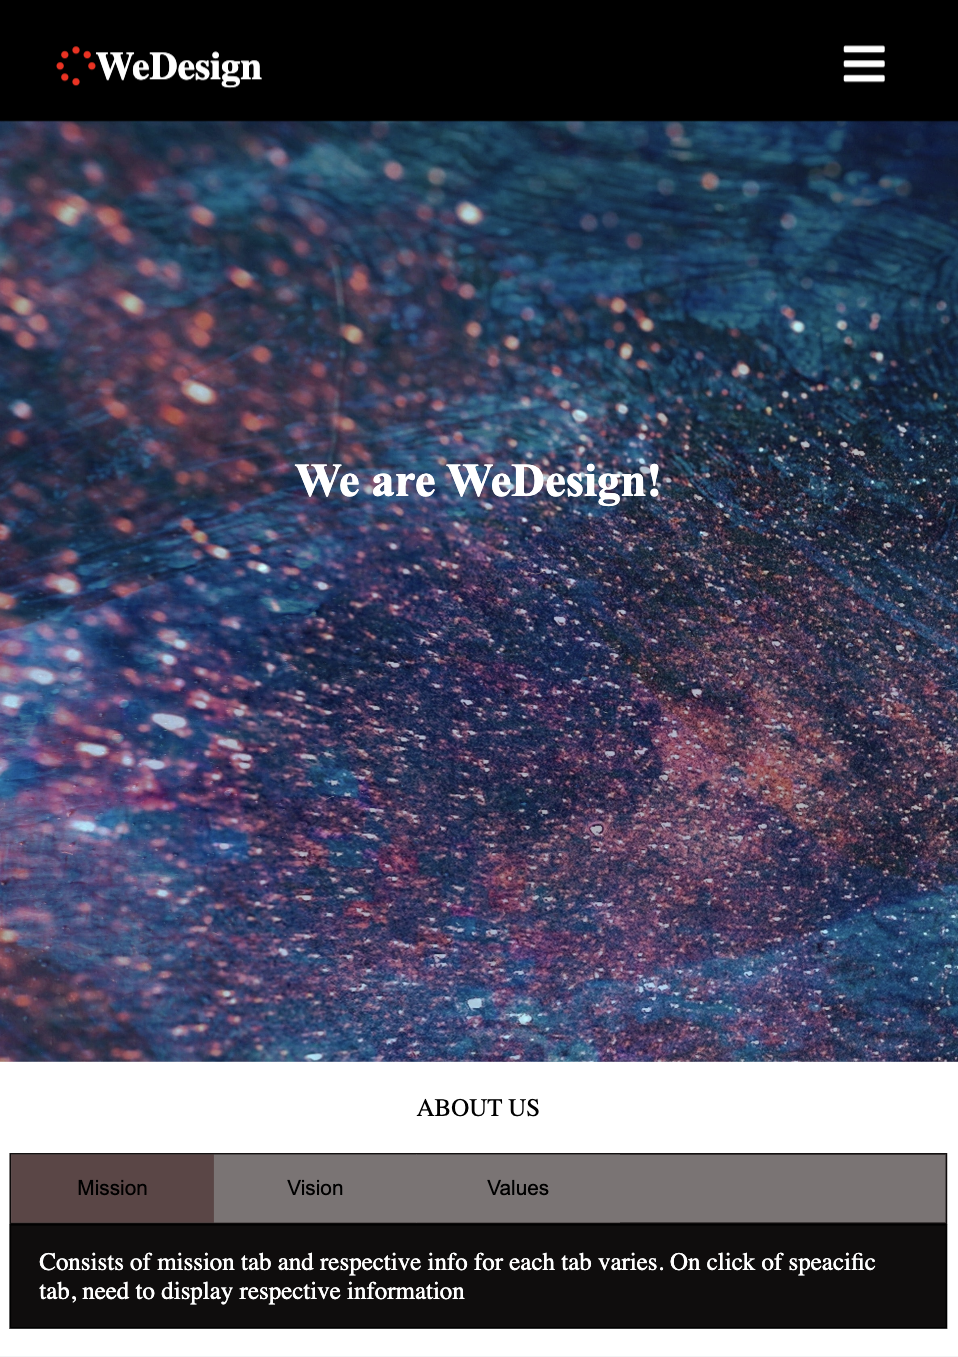 WeDesign
We are WeDesign!
ABOUT US
Mission Vision Values
Consists of mission tab and respective info for each tab varies. On click of speacific
tab, need to display respective information